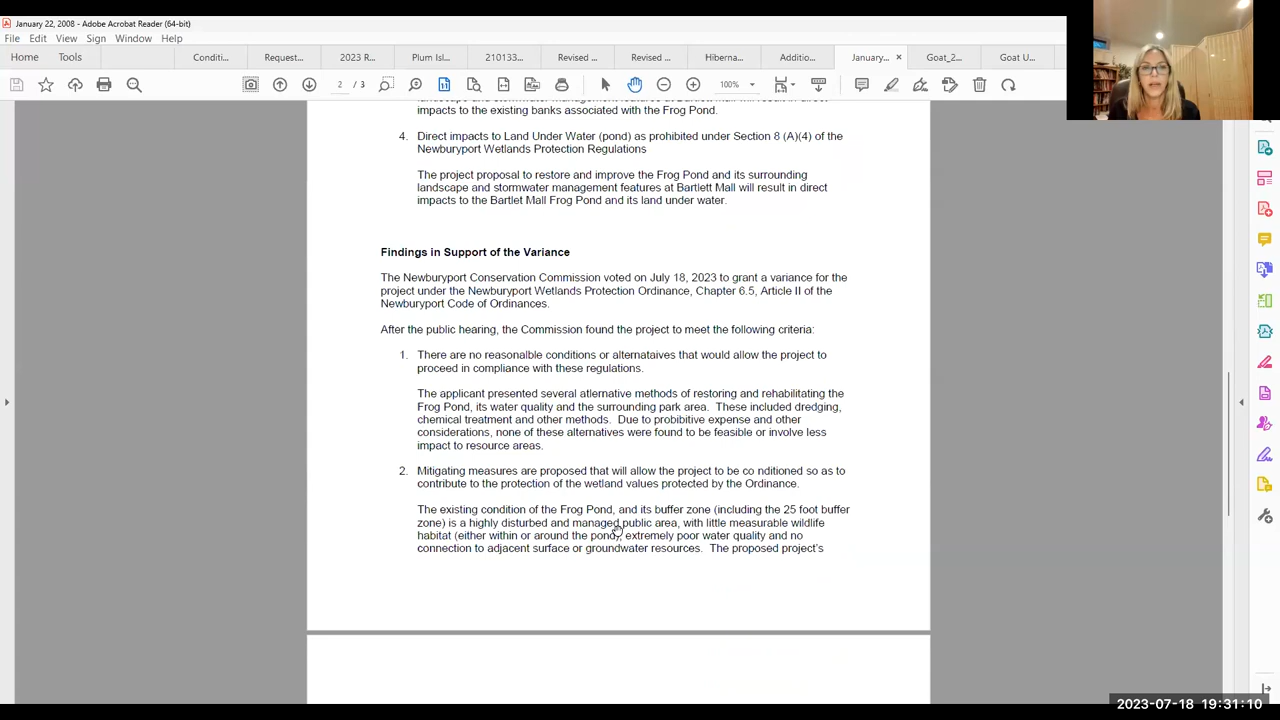 January 22, 2008 - Adobe Acrobat Reader (64-bit)
File Edit View Sign Window Help
Home Tools Conditi... Request... 2023 R... Plum Isl... 210133... Revised ... Revised ... Hiberna... Additio... January... × Goat_2... Goat U...
2 / 3 100%
landscape and stormwater management features at Bartlett Mall will result in direct
impacts to the existing banks associated with the Frog Pond.
4. Direct impacts to Land Under Water (pond) as prohibited under Section 8 (A)(4) of the
Newburyport Wetlands Protection Regulations
The project proposal to restore and improve the Frog Pond and its surrounding
landscape and stormwater management features at Bartlett Mall will result in direct
impacts to the Bartlet Mall Frog Pond and its land under water.
Findings in Support of the Variance
The Newburyport Conservation Commission voted on July 18, 2023 to grant a variance for the
project under the Newburyport Wetlands Protection Ordinance, Chapter 6.5, Article II of the
Newburyport Code of Ordinances.
After the public hearing, the Commission found the project to meet the following criteria:
1. There are no reasonalble conditions or alternataives that would allow the project to
proceed in compliance with these regulations.
The applicant presented several atlernative methods of restoring and rehabilitating the
Frog Pond, its water quality and the surrounding park area. These included dredging,
chemical treatment and other methods. Due to probibitive expense and other
considerations, none of these alternatives were found to be feasible or involve less
impact to resource areas.
2. Mitigating measures are proposed that will allow the project to be co nditioned so as to
contribute to the protection of the wetland values protected by the Ordinance.
The existing condition of the Frog Pond, and its buffer zone (including the 25 foot buffer
zone) is a highly disturbed and managed public area, with little measurable wildlife
habitat (either within or around the pond), extremely poor water quality and no
connection to adjacent surface or groundwater resources. The proposed project's
2023-07-18 19:31:10